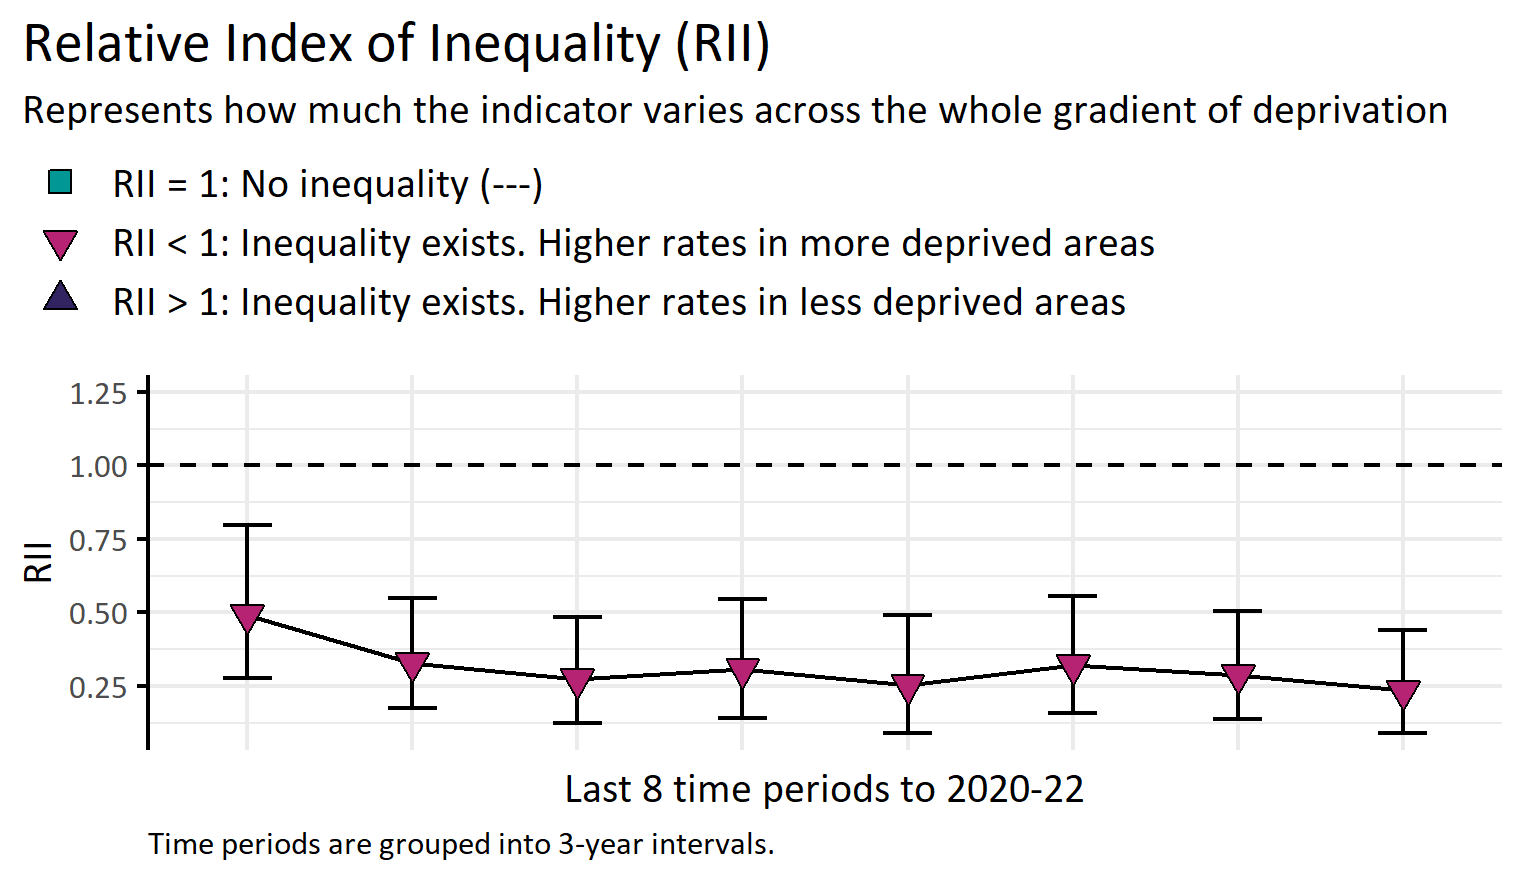 Relative Index of Inequality (RII)
Represents how much the indicator varies across the whole gradient of deprivation
RII = 1: No inequality (---)
RII < 1: Inequality exists. Higher rates in more deprived areas
RII > 1: Inequality exists. Higher rates in less deprived areas
1.25
1.00
0.75
0.50
0.25
RII
Last 8 time periods to 2020-22
Time periods are grouped into 3-year intervals.